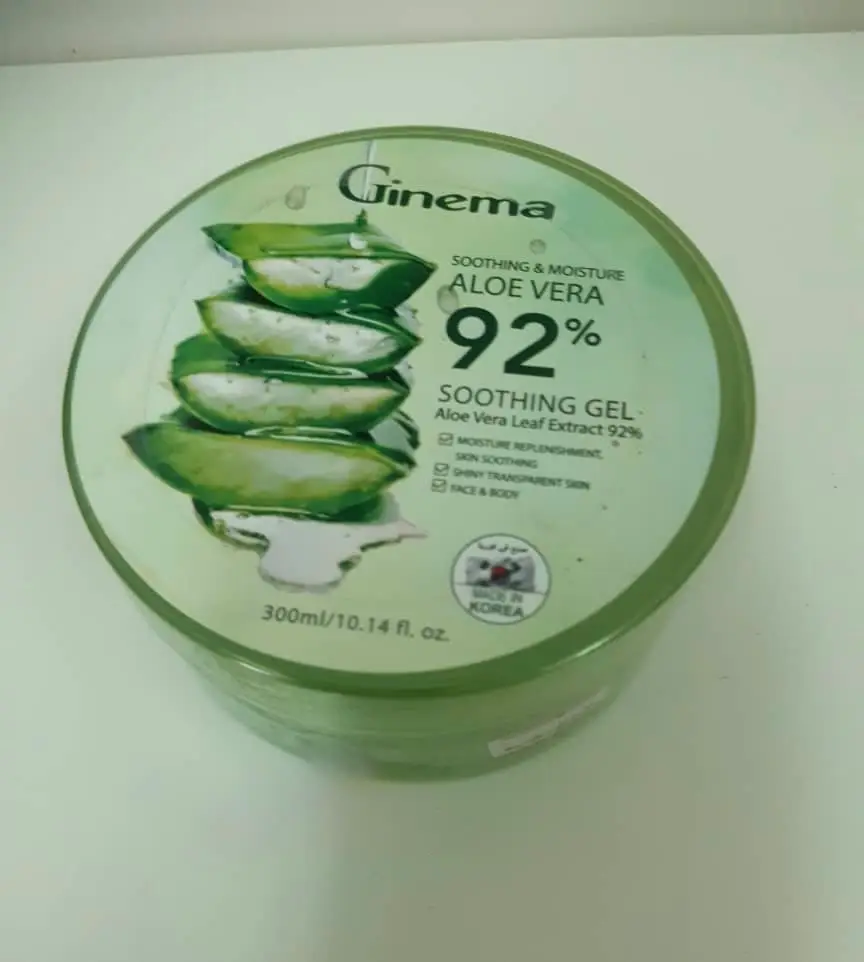 Ginema
SOOTHING & MOISTURE
ALOE VERA
92%
SOOTHING GEL
Aloe Vera Leaf Extract 92%
MOISTURE REPLENISHMENT,
SKIN SOOTHING
SHINY TRANSPARENT SKIN
FACE & BODY
MADE IN
KOREA
300ml/10.14 fl. oz.